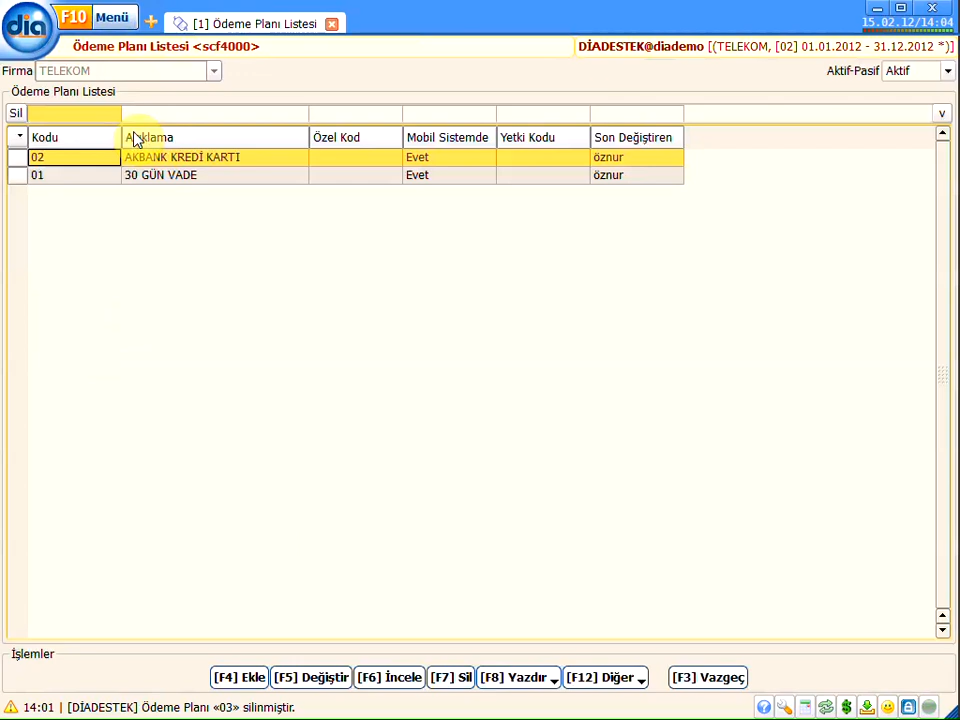 dia F10 Menü [1] Ödeme Planı Listesi
15.02.12/14:04
Ödeme Planı Listesi <scf4000> DİADESTEK@diademo [(TELEKOM, [02] 01.01.2012 - 31.12.2012 *)]
Firma TELEKOM Aktif-Pasif Aktif
Ödeme Planı Listesi
Sil v
Kodu Açıklama Özel Kod Mobil Sistemde Yetki Kodu Son Değiştiren
02 AKBANK KREDİ KARTI Evet öznur
01 30 GÜN VADE Evet öznur
İşlemler
[F4] Ekle [F5] Değiştir [F6] İncele [F7] Sil [F8] Yazdır [F12] Diğer [F3] Vazgeç
14:01 | [DİADESTEK] Ödeme Planı «03» silinmiştir.